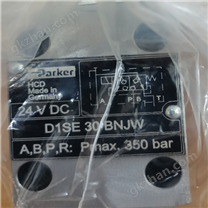 Parker
HCD
Made in
Germany
24 V DC
A
P
T
D1SE 30 BNJW
A,B,P,R: Pmax. 350 bar